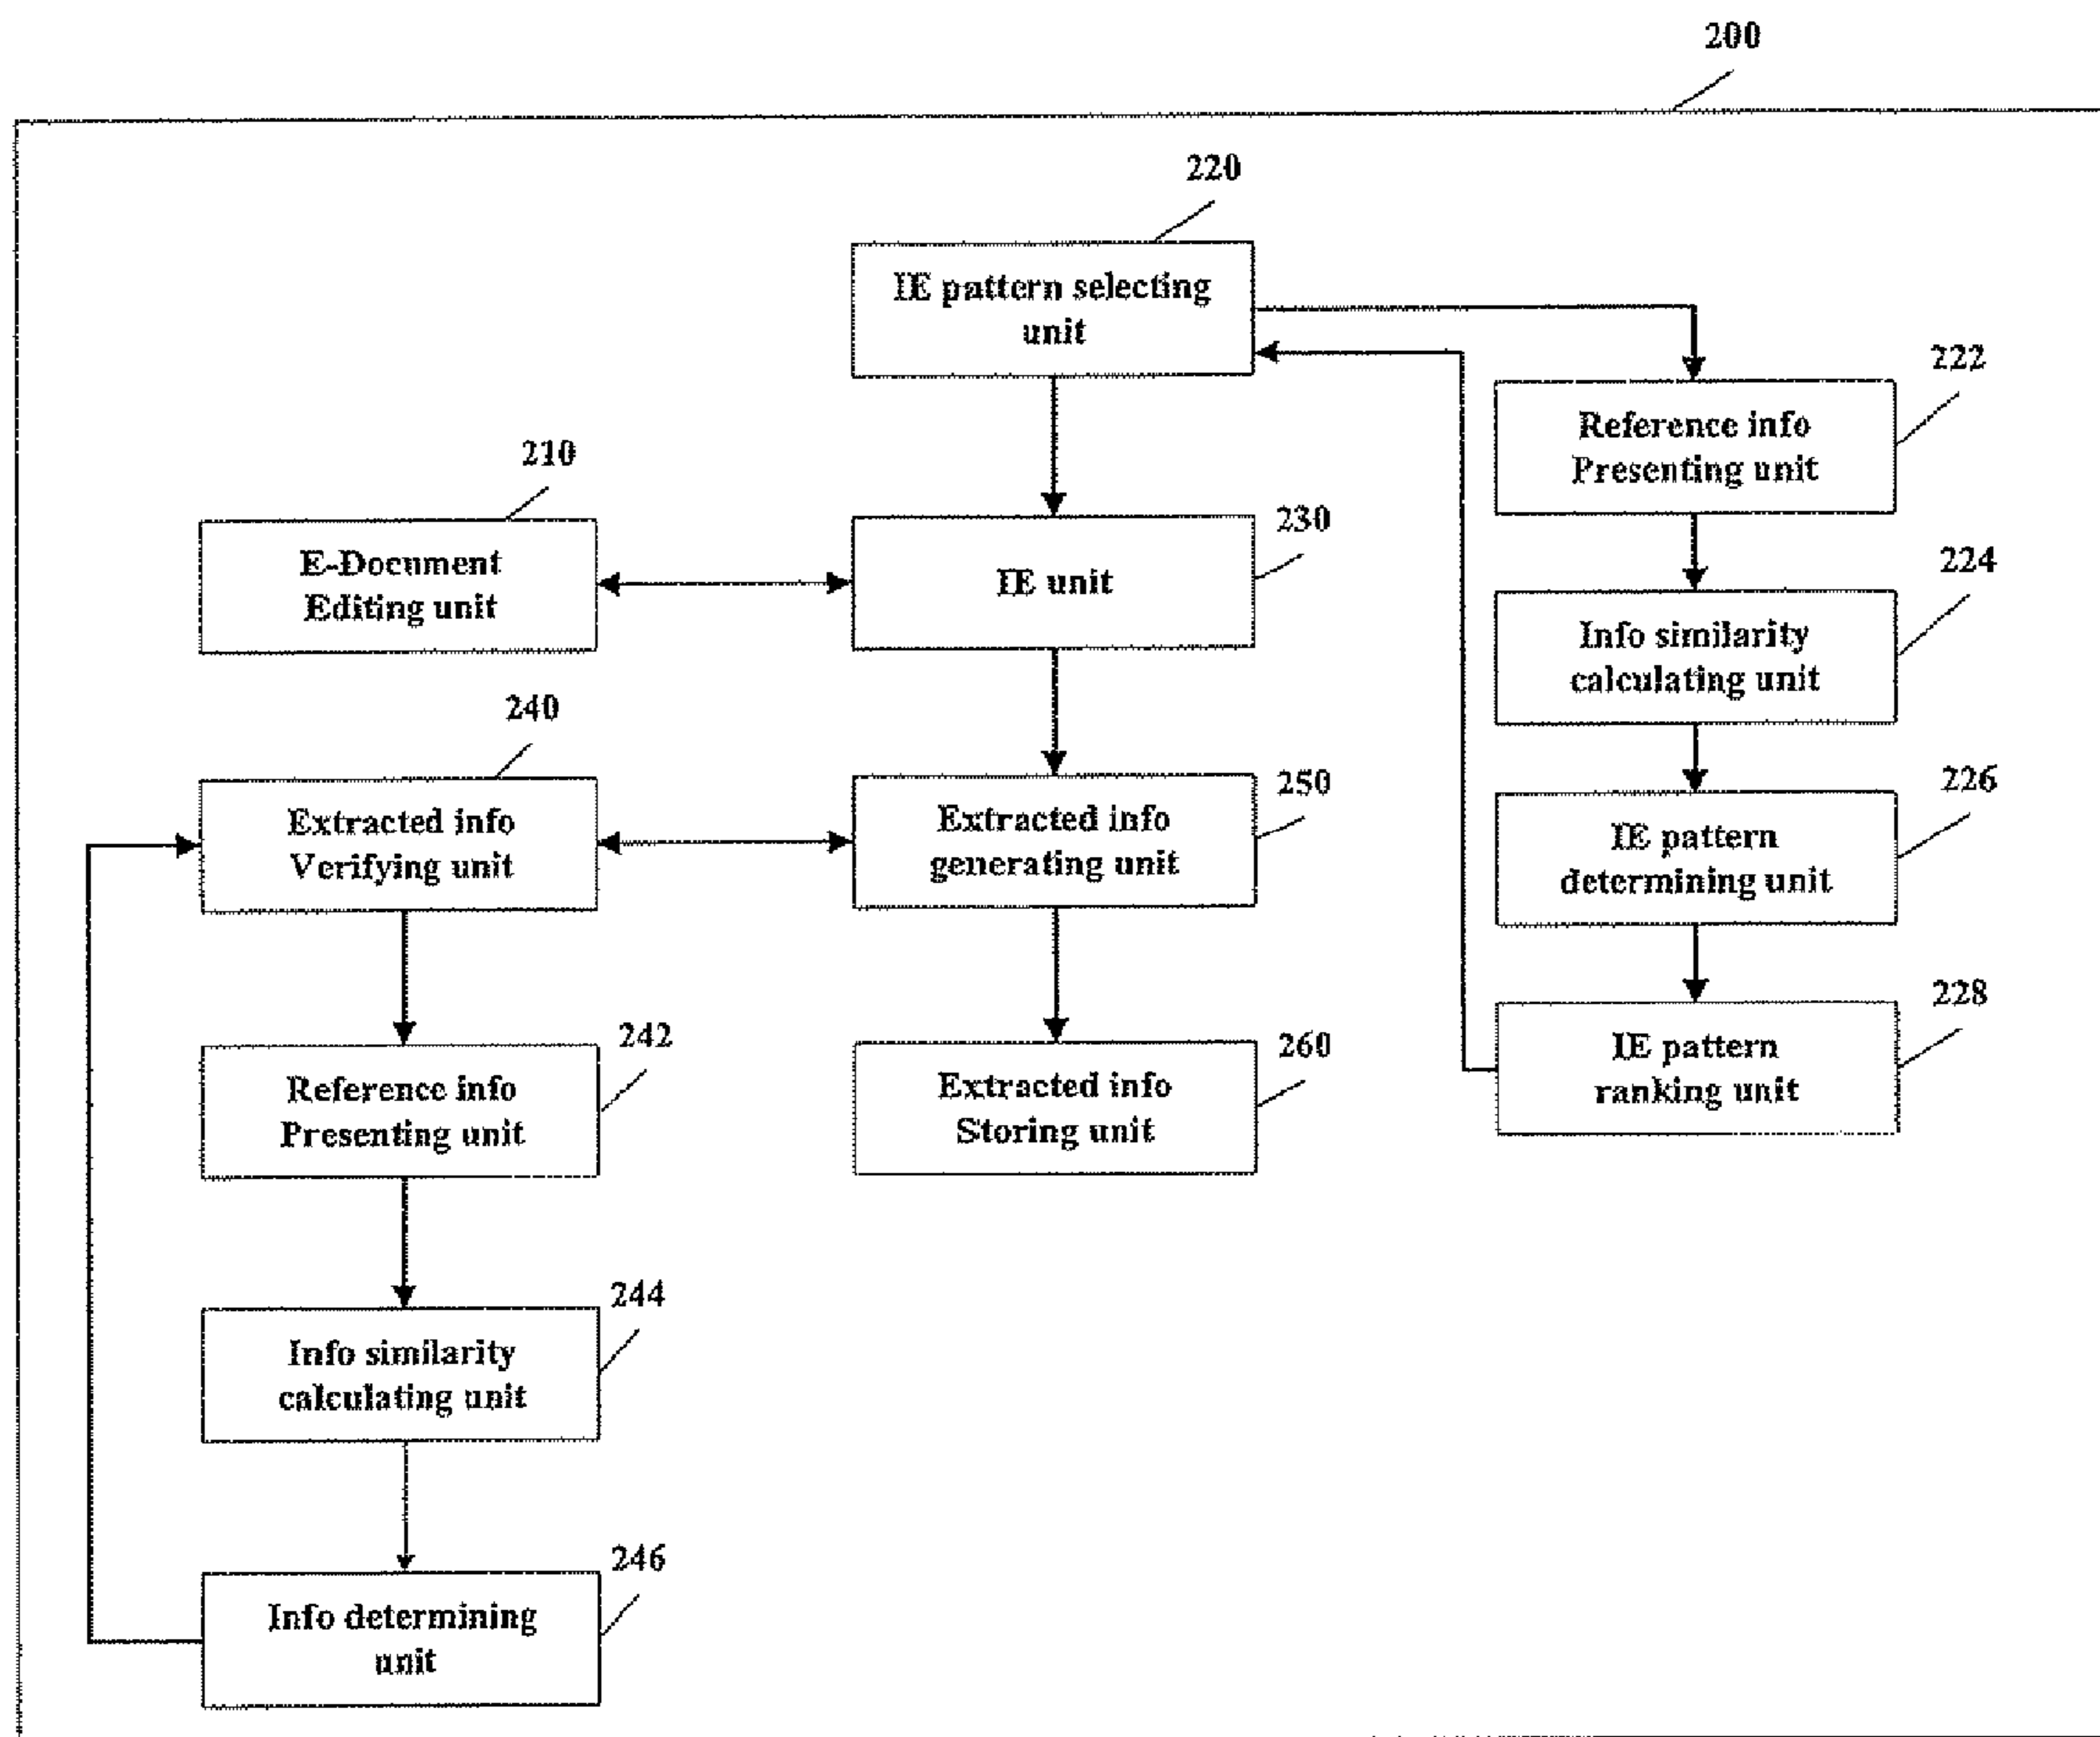 200
220
IE pattern selecting
unit
222
Reference info
Presenting unit
210
E-Document
Editing unit
230
IE unit
224
Info similarity
calculating unit
240
Extracted info
Verifying unit
250
Extracted info
generating unit
226
IE pattern
determining unit
242
Reference info
Presenting unit
260
Extracted info
Storing unit
228
IE pattern
ranking unit
244
Info similarity
calculating unit
246
Info determining
unit